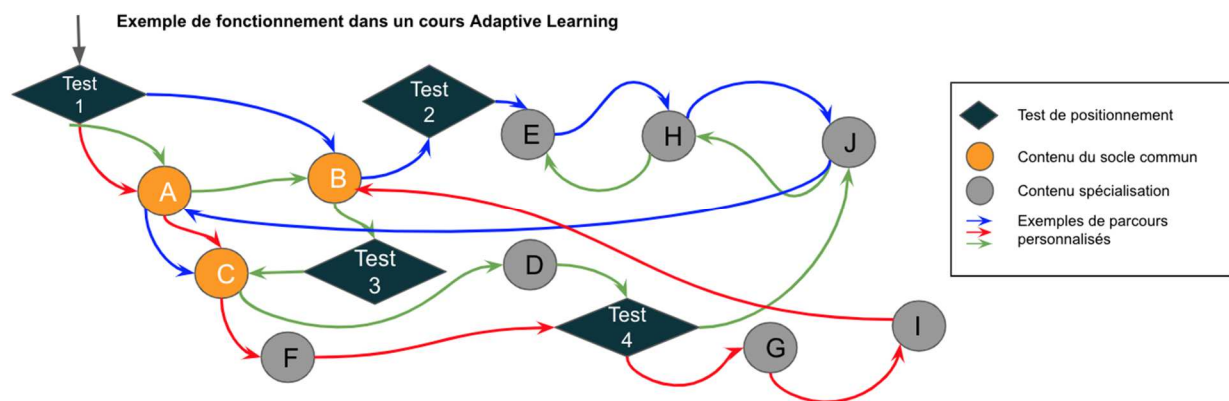 Exemple de fonctionnement dans un cours Adaptive Learning
Test
1
Test
2
E
H
J
A
B
C
Test
3
D
F
Test
4
G
I
Test de positionnement
Contenu du socle commun
Contenu spécialisation
Exemples de parcours
personnalisés